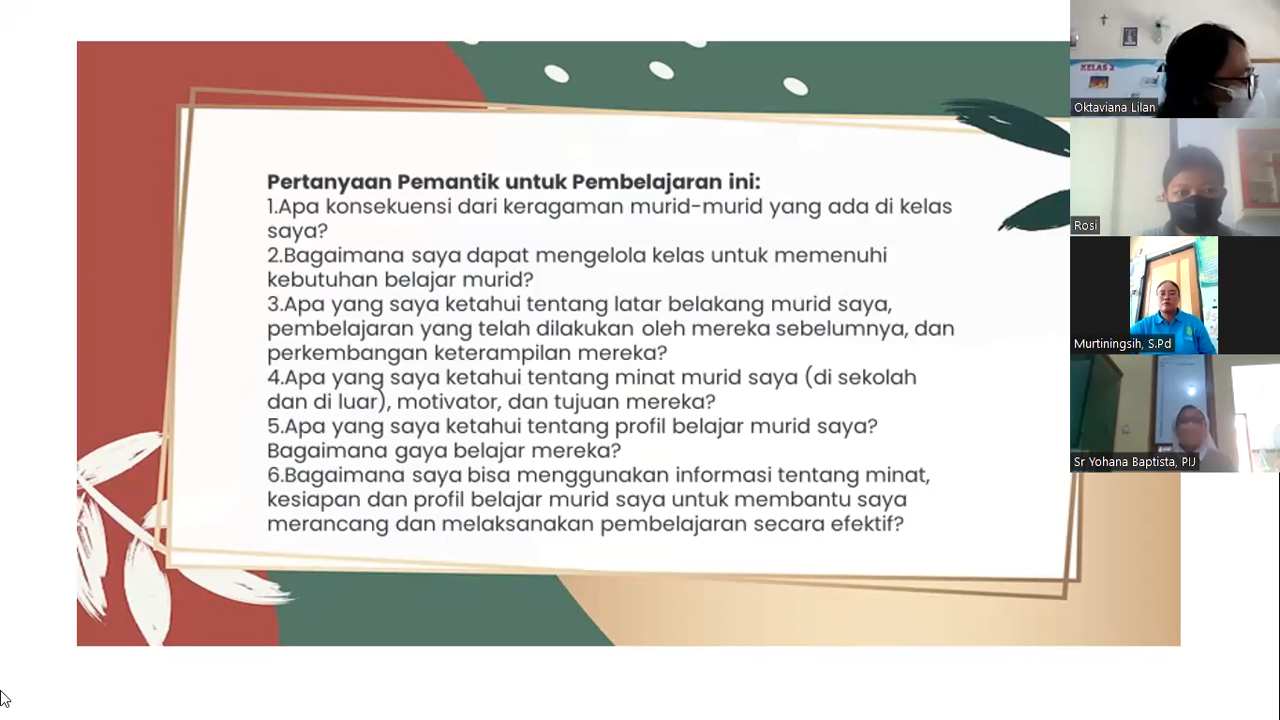 Pertanyaan Pemantik untuk Pembelajaran ini:
1.Apa konsekuensi dari keragaman murid-murid yang ada di kelas
saya?
2.Bagaimana saya dapat mengelola kelas untuk memenuhi
kebutuhan belajar murid?
3.Apa yang saya ketahui tentang latar belakang murid saya,
pembelajaran yang telah dilakukan oleh mereka sebelumnya, dan
perkembangan keterampilan mereka?
4.Apa yang saya ketahui tentang minat murid saya (di sekolah
dan di luar), motivator, dan tujuan mereka?
5.Apa yang saya ketahui tentang profil belajar murid saya?
Bagaimana gaya belajar mereka?
6.Bagaimana saya bisa menggunakan informasi tentang minat,
kesiapan dan profil belajar murid saya untuk membantu saya
merancang dan melaksanakan pembelajaran secara efektif?
KELAS 2
Oktaviana Lilan
Rosi
Murtiningsih, S.Pd
Sr Yohana Baptista, PIJ